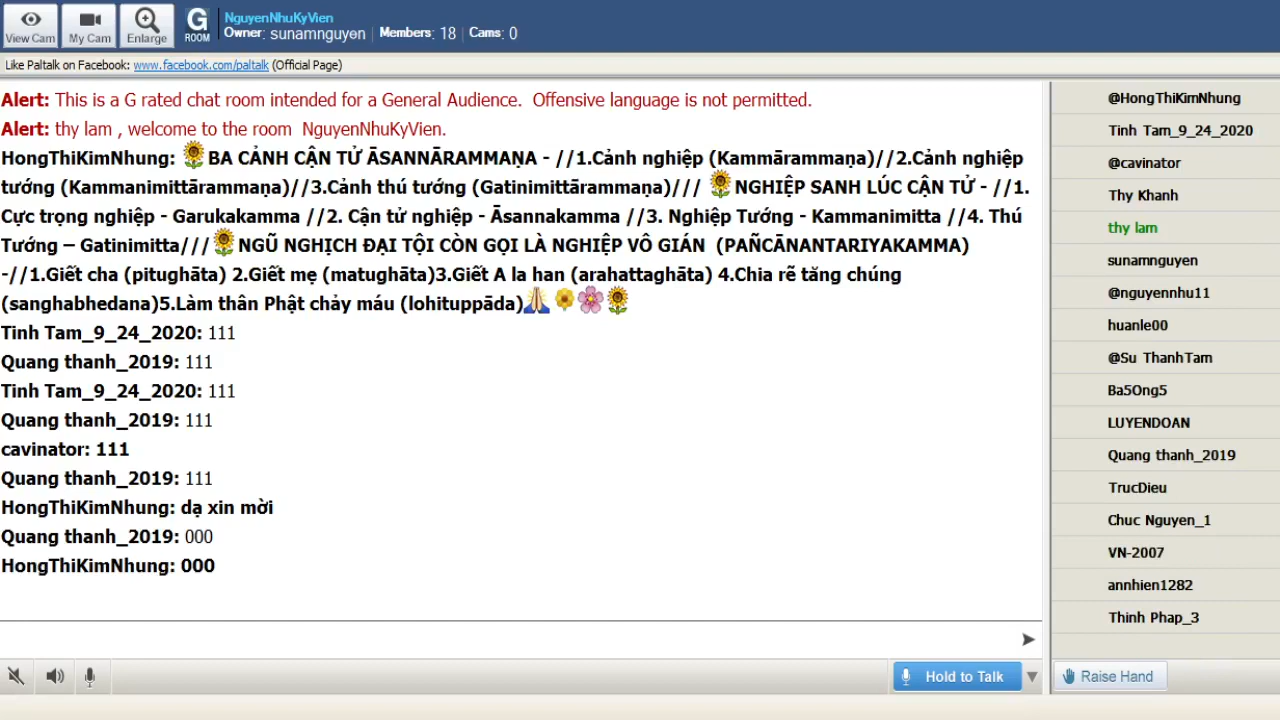 View Cam
My Cam
Enlarge
G
ROOM
NguyenNhuKyVien
Owner: sunamnguyen | Members: 18 | Cams: 0
Like Paltalk on Facebook: www.facebook.com/paltalk (Official Page)
Alert: This is a G rated chat room intended for a General Audience. Offensive language is not permitted.
Alert: thy lam , welcome to the room NguyenNhuKyVien.
HongThiKimNhung: 🌻BA CẢNH CẬN TỬ ĀSANNĀRAMMAṆA - //1.Cảnh nghiệp (Kammārammaṇa)//2.Cảnh nghiệp
tướng (Kammanimittārammaṇa)//3.Cảnh thú tướng (Gatinimittārammaṇa)/// 🌻NGHIỆP SANH LÚC CẬN TỬ - //1.
Cực trọng nghiệp - Garukakamma //2. Cận tử nghiệp - Āsannakamma //3. Nghiệp Tướng - Kammanimitta //4. Thú
Tướng – Gatinimitta///🌻NGŨ NGHỊCH ĐẠI TỘI CÒN GỌI LÀ NGHIỆP VÔ GIÁN (PAÑCĀNANTARIYAKAMMA)
-//1.Giết cha (pitughāta) 2.Giết mẹ (matughāta)3.Giết A la han (arahattaghāta) 4.Chia rẽ tăng chúng
(sanghabhedana)5.Làm thân Phật chảy máu (lohituppāda)🙏🌼🌸🌻
Tinh Tam_9_24_2020: 111
Quang thanh_2019: 111
Tinh Tam_9_24_2020: 111
Quang thanh_2019: 111
cavinator: 111
Quang thanh_2019: 111
HongThiKimNhung: dạ xin mời
Quang thanh_2019: 000
HongThiKimNhung: 000
@HongThiKimNhung
Tinh Tam_9_24_2020
@cavinator
Thy Khanh
thy lam
sunamnguyen
@nguyennhu11
huanle00
@Su ThanhTam
Ba5Ong5
LUYENDOAN
Quang thanh_2019
TrucDieu
Chuc Nguyen_1
VN-2007
annhien1282
Thinh Phap_3
Hold to Talk
Raise Hand